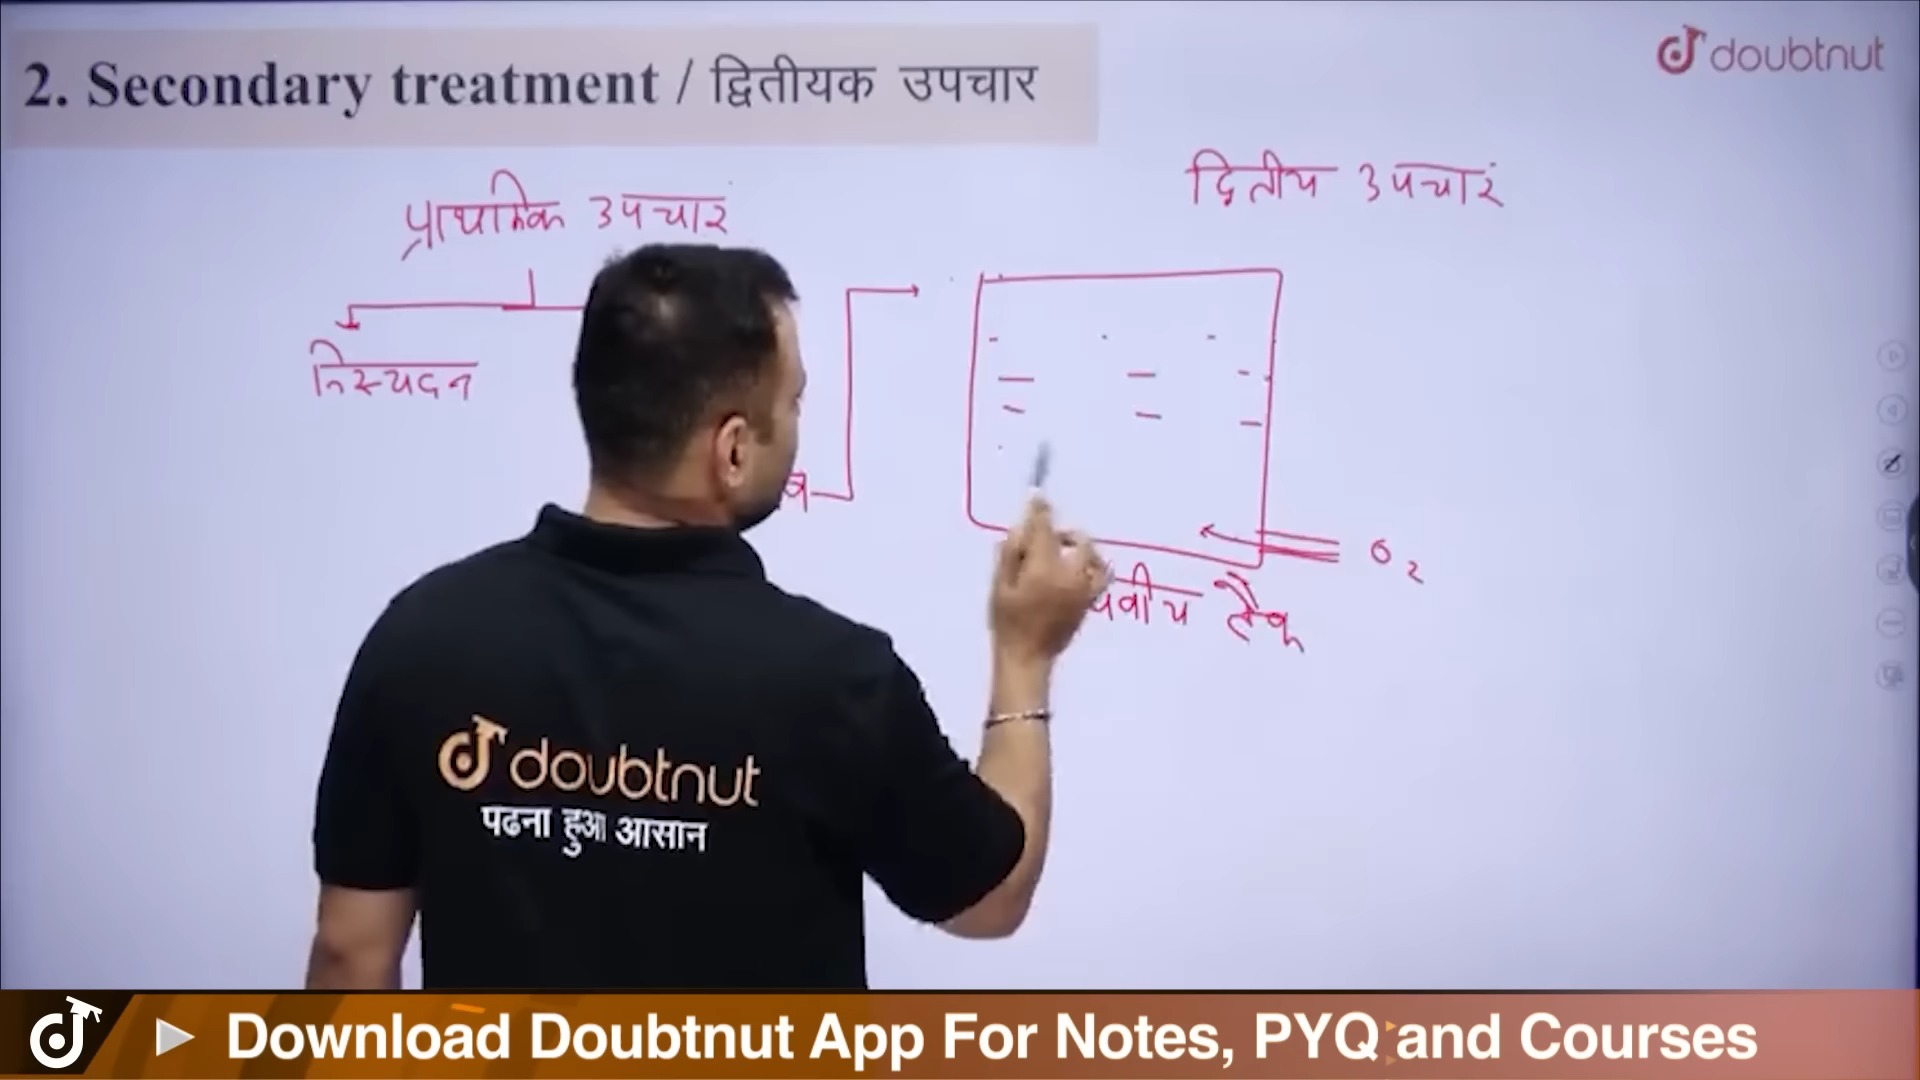 2. Secondary treatment / द्वितीयक उपचार
doubtnut
प्राथमिक उपचार
द्वितीय उपचार
निस्यदन
O2
टैंक
doubtnut
पढना हुआ आसान
Download Doubtnut App For Notes, PYQ and Courses